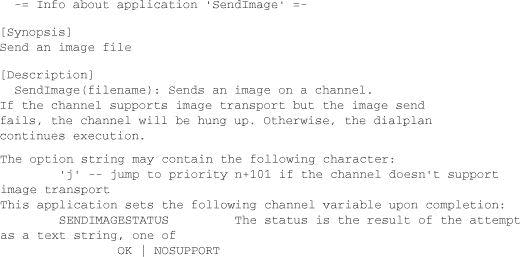 -= Info about application 'SendImage' =-
[Synopsis]
Send an image file
[Description]
SendImage(filename): Sends an image on a channel.
If the channel supports image transport but the image send
fails, the channel will be hung up. Otherwise, the dialplan
continues execution.
The option string may contain the following character:
'j' -- jump to priority n+101 if the channel doesn't support
image transport
This application sets the following channel variable upon completion:
SENDIMAGESTATUS The status is the result of the attempt
as a text string, one of
OK | NOSUPPORT